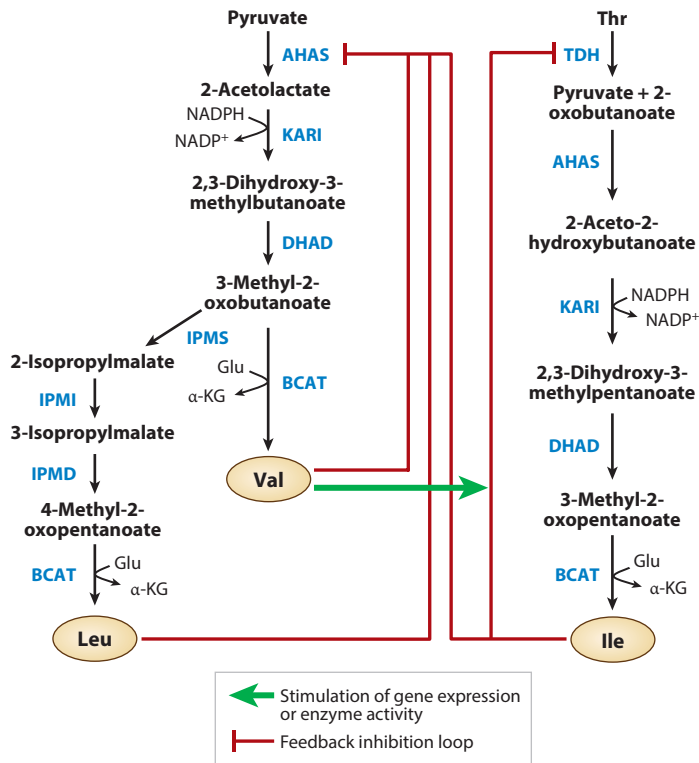 Pyruvate
AHAS
2-Acetolactate
NADPH
NADP⁺
KARI
2,3-Dihydroxy-3-
methylbutanoate
DHAD
3-Methyl-2-
oxobutanoate
IPMS
2-Isopropylmalate
IPMI
3-Isopropylmalate
IPMD
4-Methyl-2-
oxopentanoate
BCAT
Glu
α-KG
Leu
Glu
α-KG
BCAT
Val
Thr
TDH
Pyruvate + 2-
oxobutanoate
AHAS
2-Aceto-2-
hydroxybutanoate
KARI
NADPH
NADP⁺
2,3-Dihydroxy-3-
methylpentanoate
DHAD
3-Methyl-2-
oxopentanoate
BCAT
Glu
α-KG
Ile
Stimulation of gene expression
or enzyme activity
Feedback inhibition loop